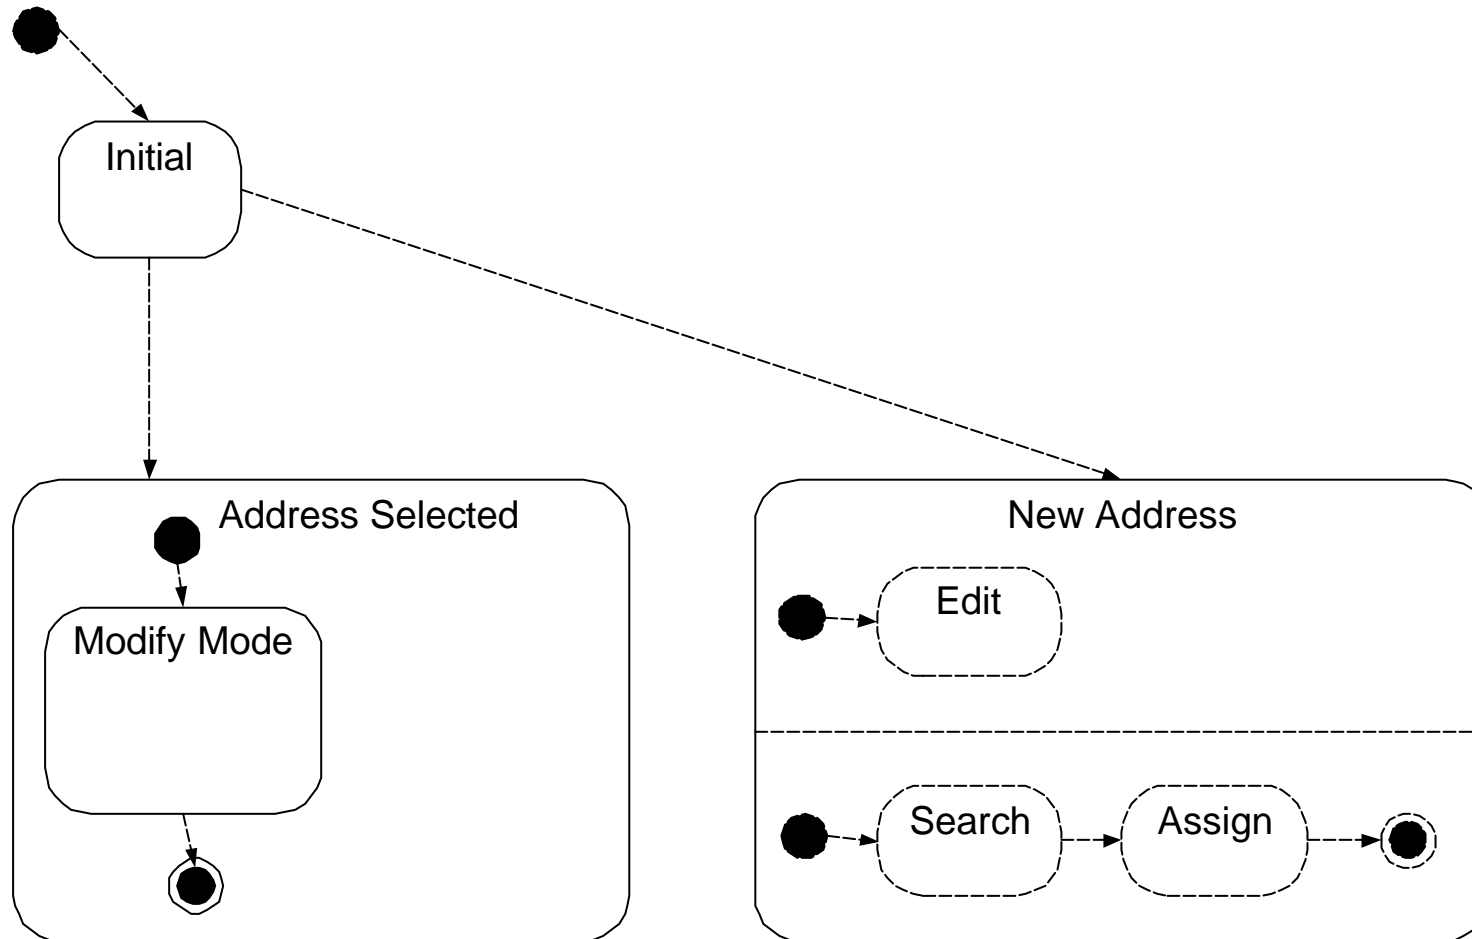 Initial
Address Selected
Modify Mode
New Address
Edit
Search
Assign